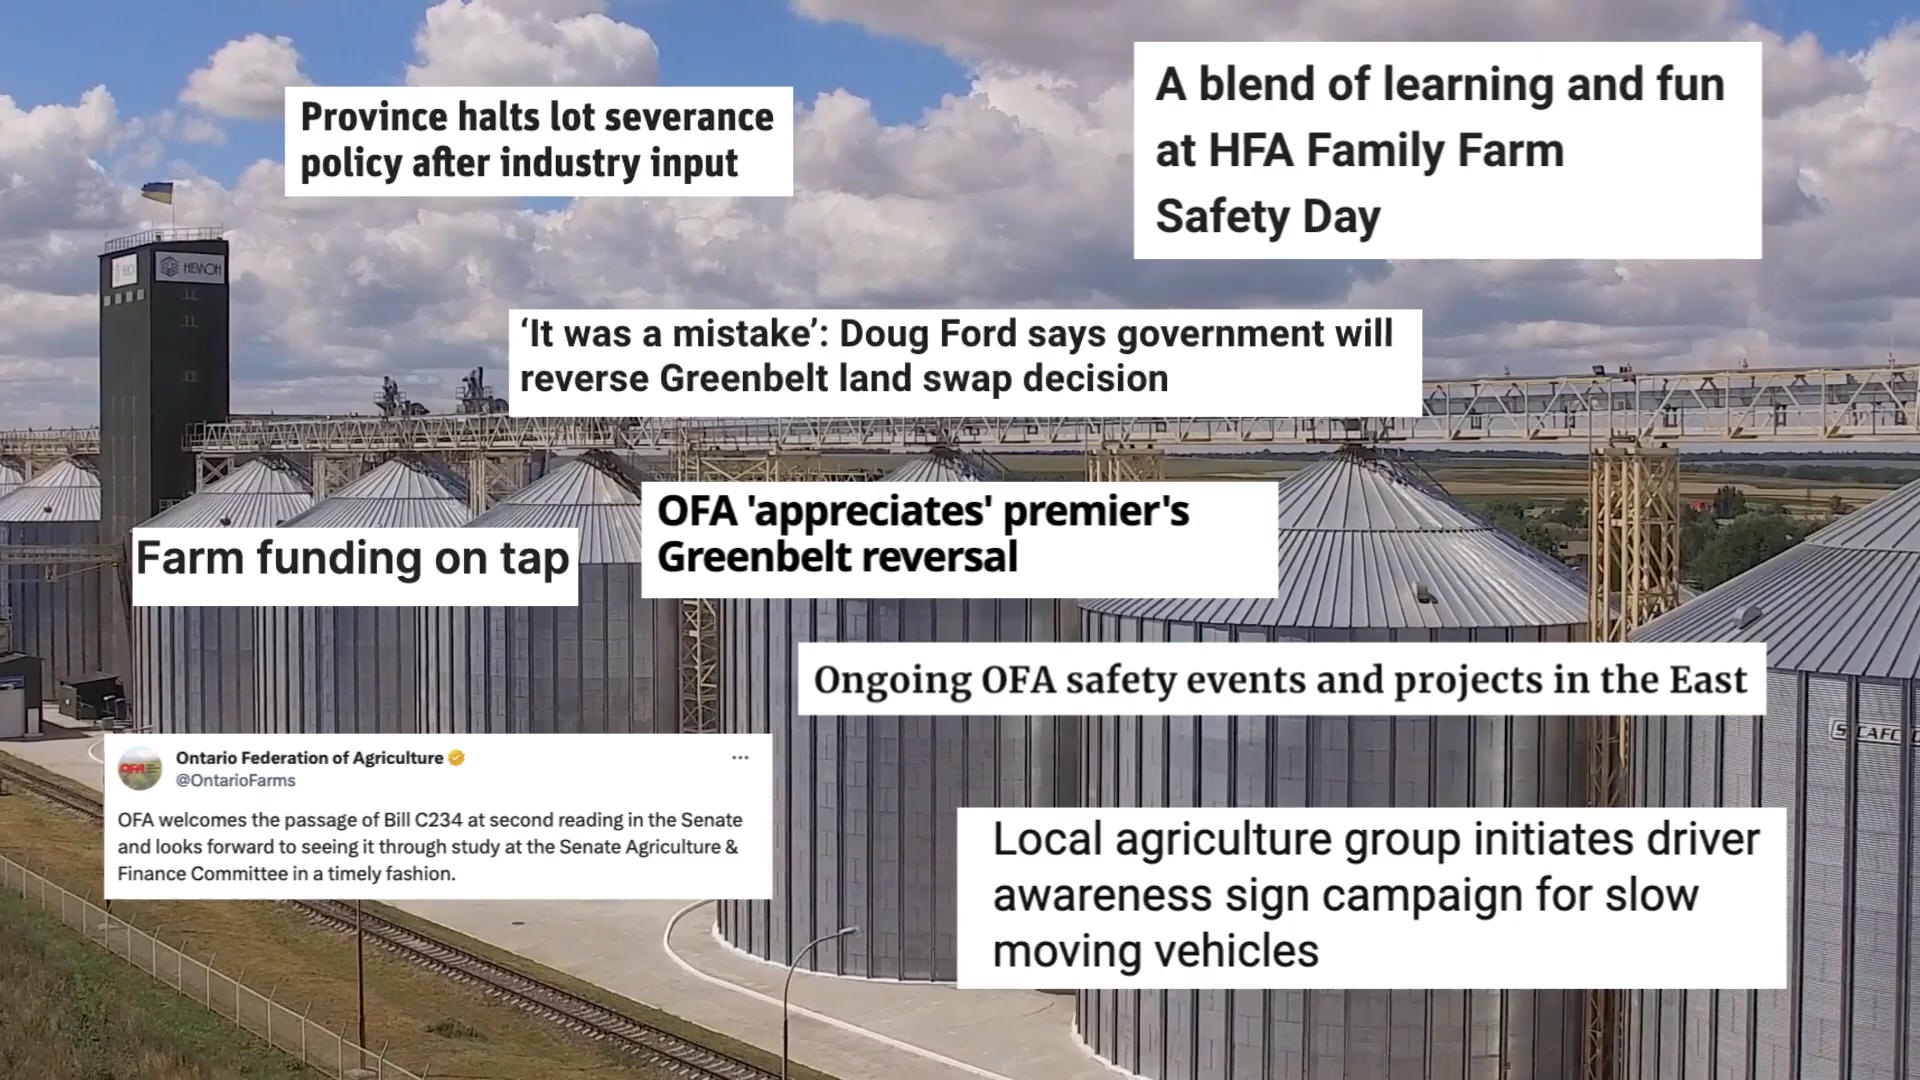 Province halts lot severance
policy after industry input
A blend of learning and fun
at HFA Family Farm
Safety Day
‘It was a mistake’: Doug Ford says government will
reverse Greenbelt land swap decision
OFA 'appreciates' premier's
Greenbelt reversal
Farm funding on tap
Ongoing OFA safety events and projects in the East
Ontario Federation of Agriculture
@OntarioFarms
OFA welcomes the passage of Bill C234 at second reading in the Senate
and looks forward to seeing it through study at the Senate Agriculture &
Finance Committee in a timely fashion.
Local agriculture group initiates driver
awareness sign campaign for slow
moving vehicles
OFA